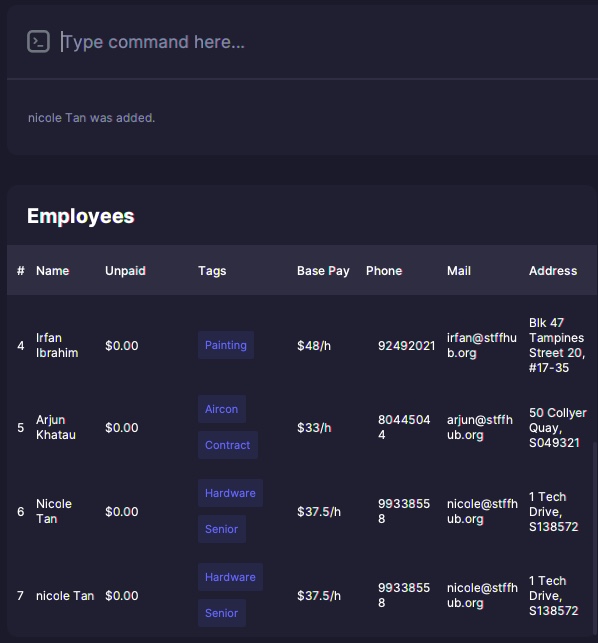 Type command here...
nicole Tan was added.
Employees
# Name Unpaid Tags Base Pay Phone Mail Address
4 Irfan Ibrahim $0.00 Painting $48/h 92492021 irfan@stffhub.org Blk 47 Tampines Street 20, #17-35
5 Arjun Khatau $0.00 Aircon Contract $33/h 80445044 arjun@stffhub.org 50 Collyer Quay, S049321
6 Nicole Tan $0.00 Hardware Senior $37.5/h 99338558 nicole@stffhub.org 1 Tech Drive, S138572
7 nicole Tan $0.00 Hardware Senior $37.5/h 99338558 nicole@stffhub.org 1 Tech Drive, S138572